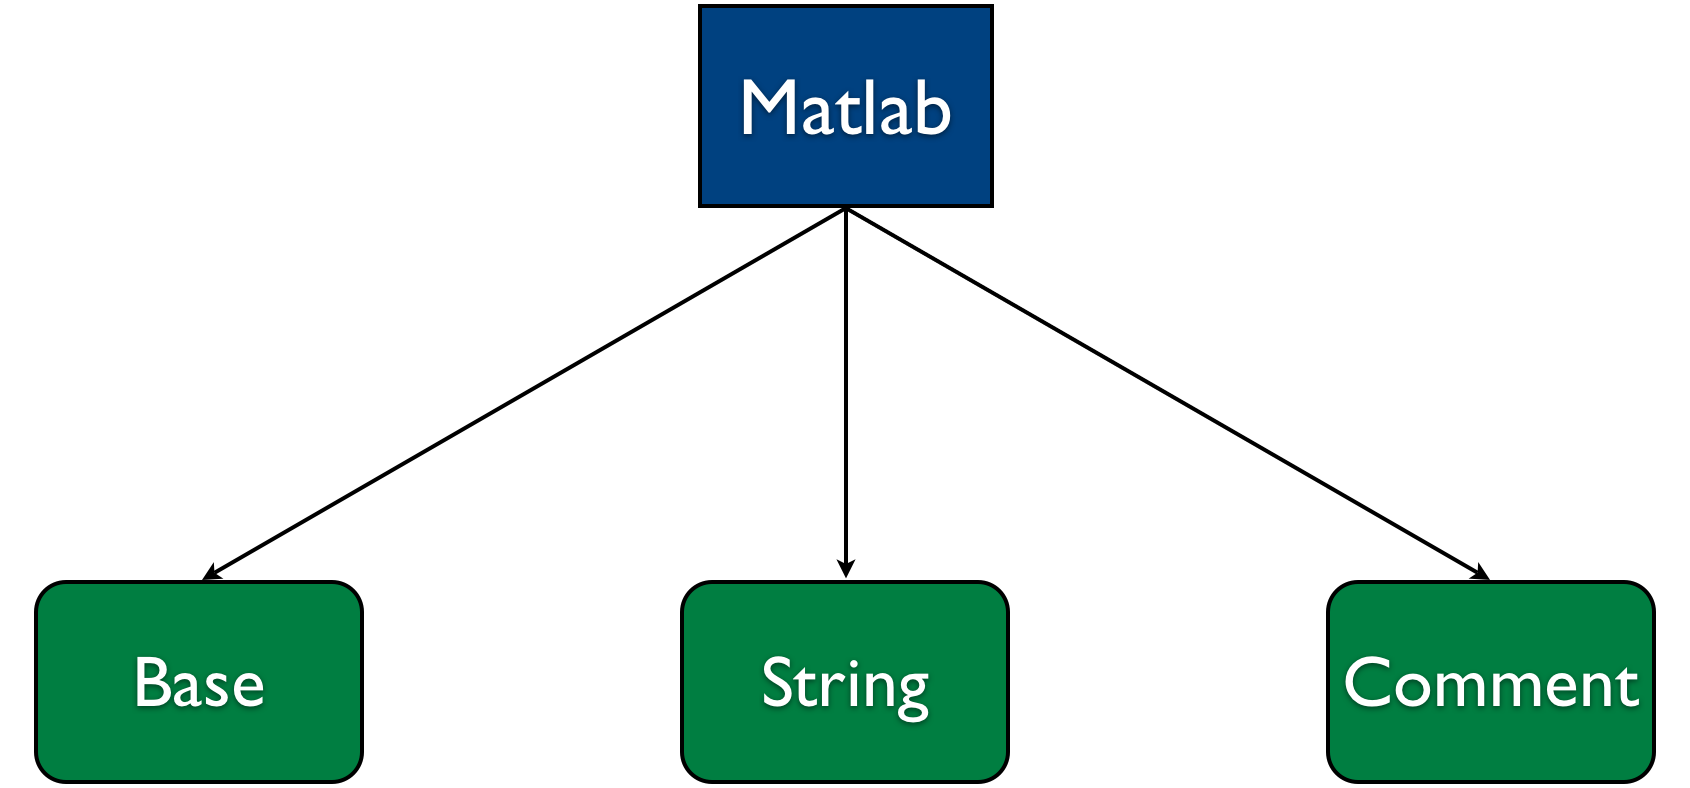 Matlab
Base
String
Comment